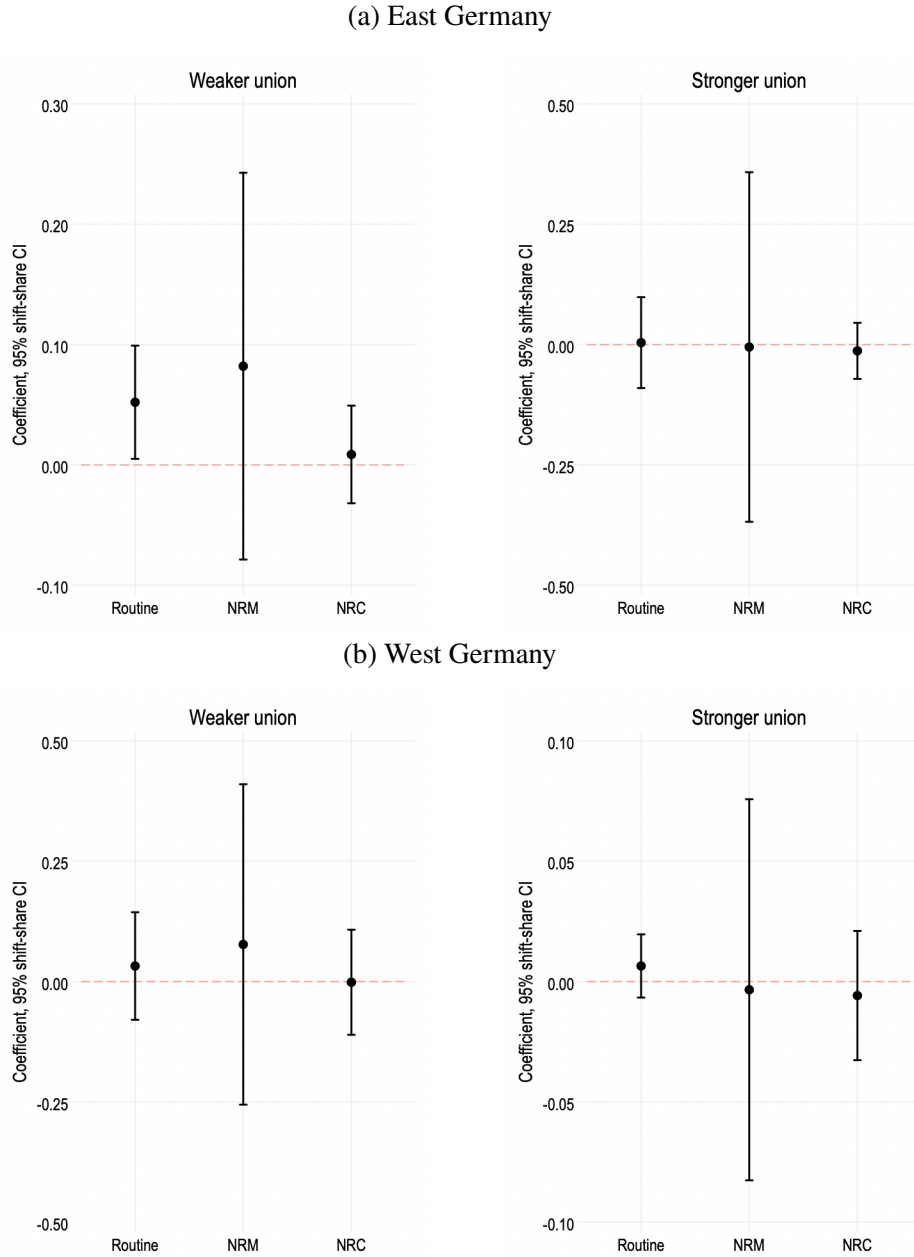 (a) East Germany
Weaker union
Coefficient, 95% shift-share CI
0.30
0.20
0.10
0.00
-0.10
Routine NRM NRC
Stronger union
Coefficient, 95% shift-share CI
0.50
0.25
0.00
-0.25
-0.50
Routine NRM NRC
(b) West Germany
Weaker union
Coefficient, 95% shift-share CI
0.50
0.25
0.00
-0.25
-0.50
Routine NRM NRC
Stronger union
Coefficient, 95% shift-share CI
0.10
0.05
0.00
-0.05
-0.10
Routine NRM NRC